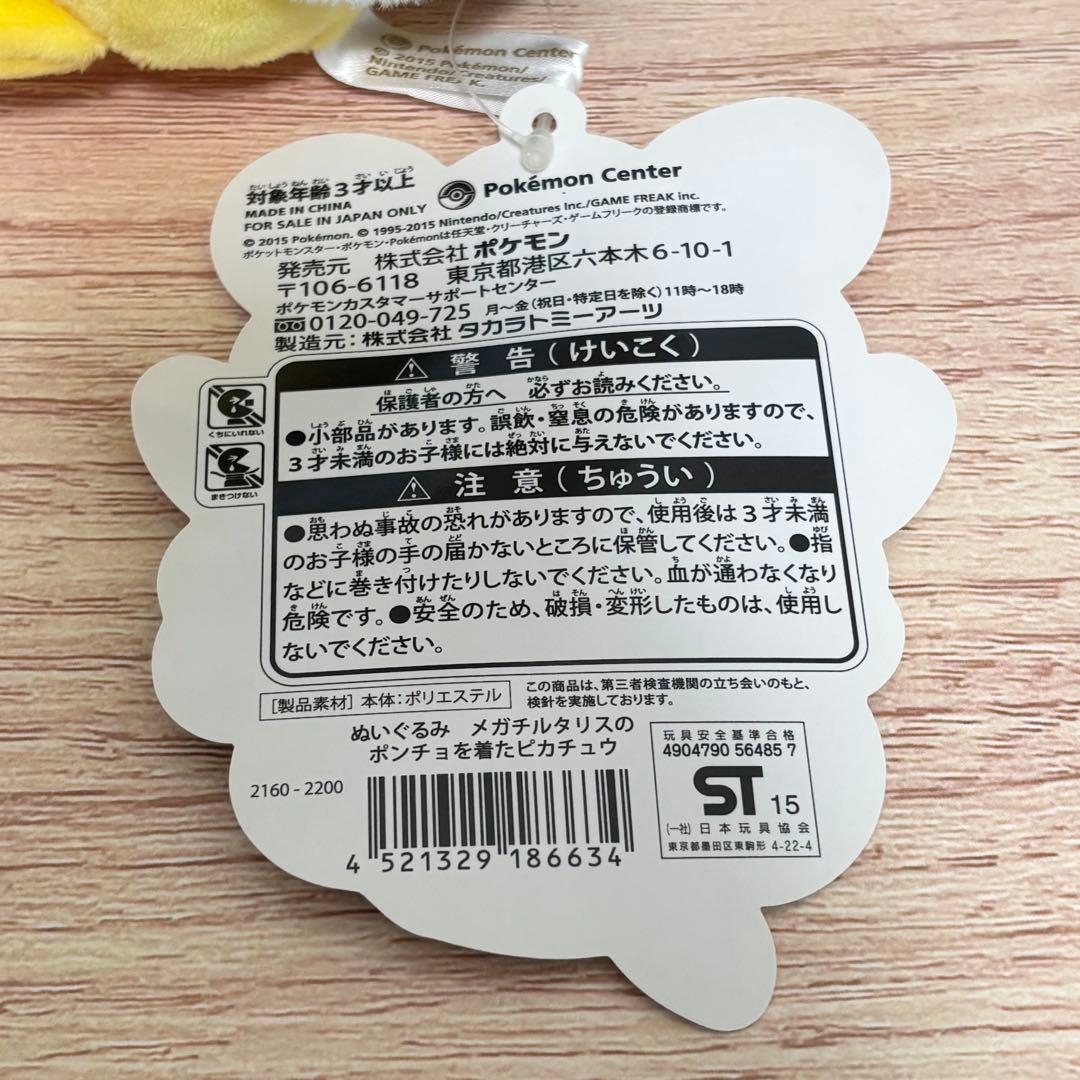 Pokémon Center
© 2015 Pokémon/
Nintendo/Creatures/
GAME FREAK.
対象年齢3才以上
MADE IN CHINA
FOR SALE IN JAPAN ONLY
Pokémon Center
© 2015 Pokémon. © 1995-2015 Nintendo/Creatures Inc./GAME FREAK inc.
ポケットモンスター・ポケモン・Pokémonは任天堂・クリーチャーズ・ゲームフリークの登録商標です。
発売元 株式会社 ポケモン
〒106-6118 東京都港区六本木6-10-1
ポケモンカスタマーサポートセンター
0120-049-725 月～金(祝日・特定日を除く)11時～18時
製造元:株式会社 タカラトミーアーツ
くちにいれない
まきつけない
警告(けいこく)
保護者の方へ 必ずお読みください。
●小部品があります。誤飲・窒息の危険がありますので、
3才未満のお子様には絶対に与えないでください。
注意(ちゅうい)
●思わぬ事故の恐れがありますので、使用後は3才未満
のお子様の手の届かないところに保管してください。●指
などに巻き付けたりしないでください。血が通わなくなり
危険です。●安全のため、破損・変形したものは、使用し
ないでください。
[製品素材] 本体:ポリエステル
この商品は、第三者検査機関の立ち会いのもと、
検針を実施しております。
ぬいぐるみ メガチルタリスの
ポンチョを着たピカチュウ
2160-2200
4 521329 186634
玩具安全基準合格
4904790 56485 7
ST 15
(一社)日本玩具協会
東京都墨田区東駒形 4-22-4